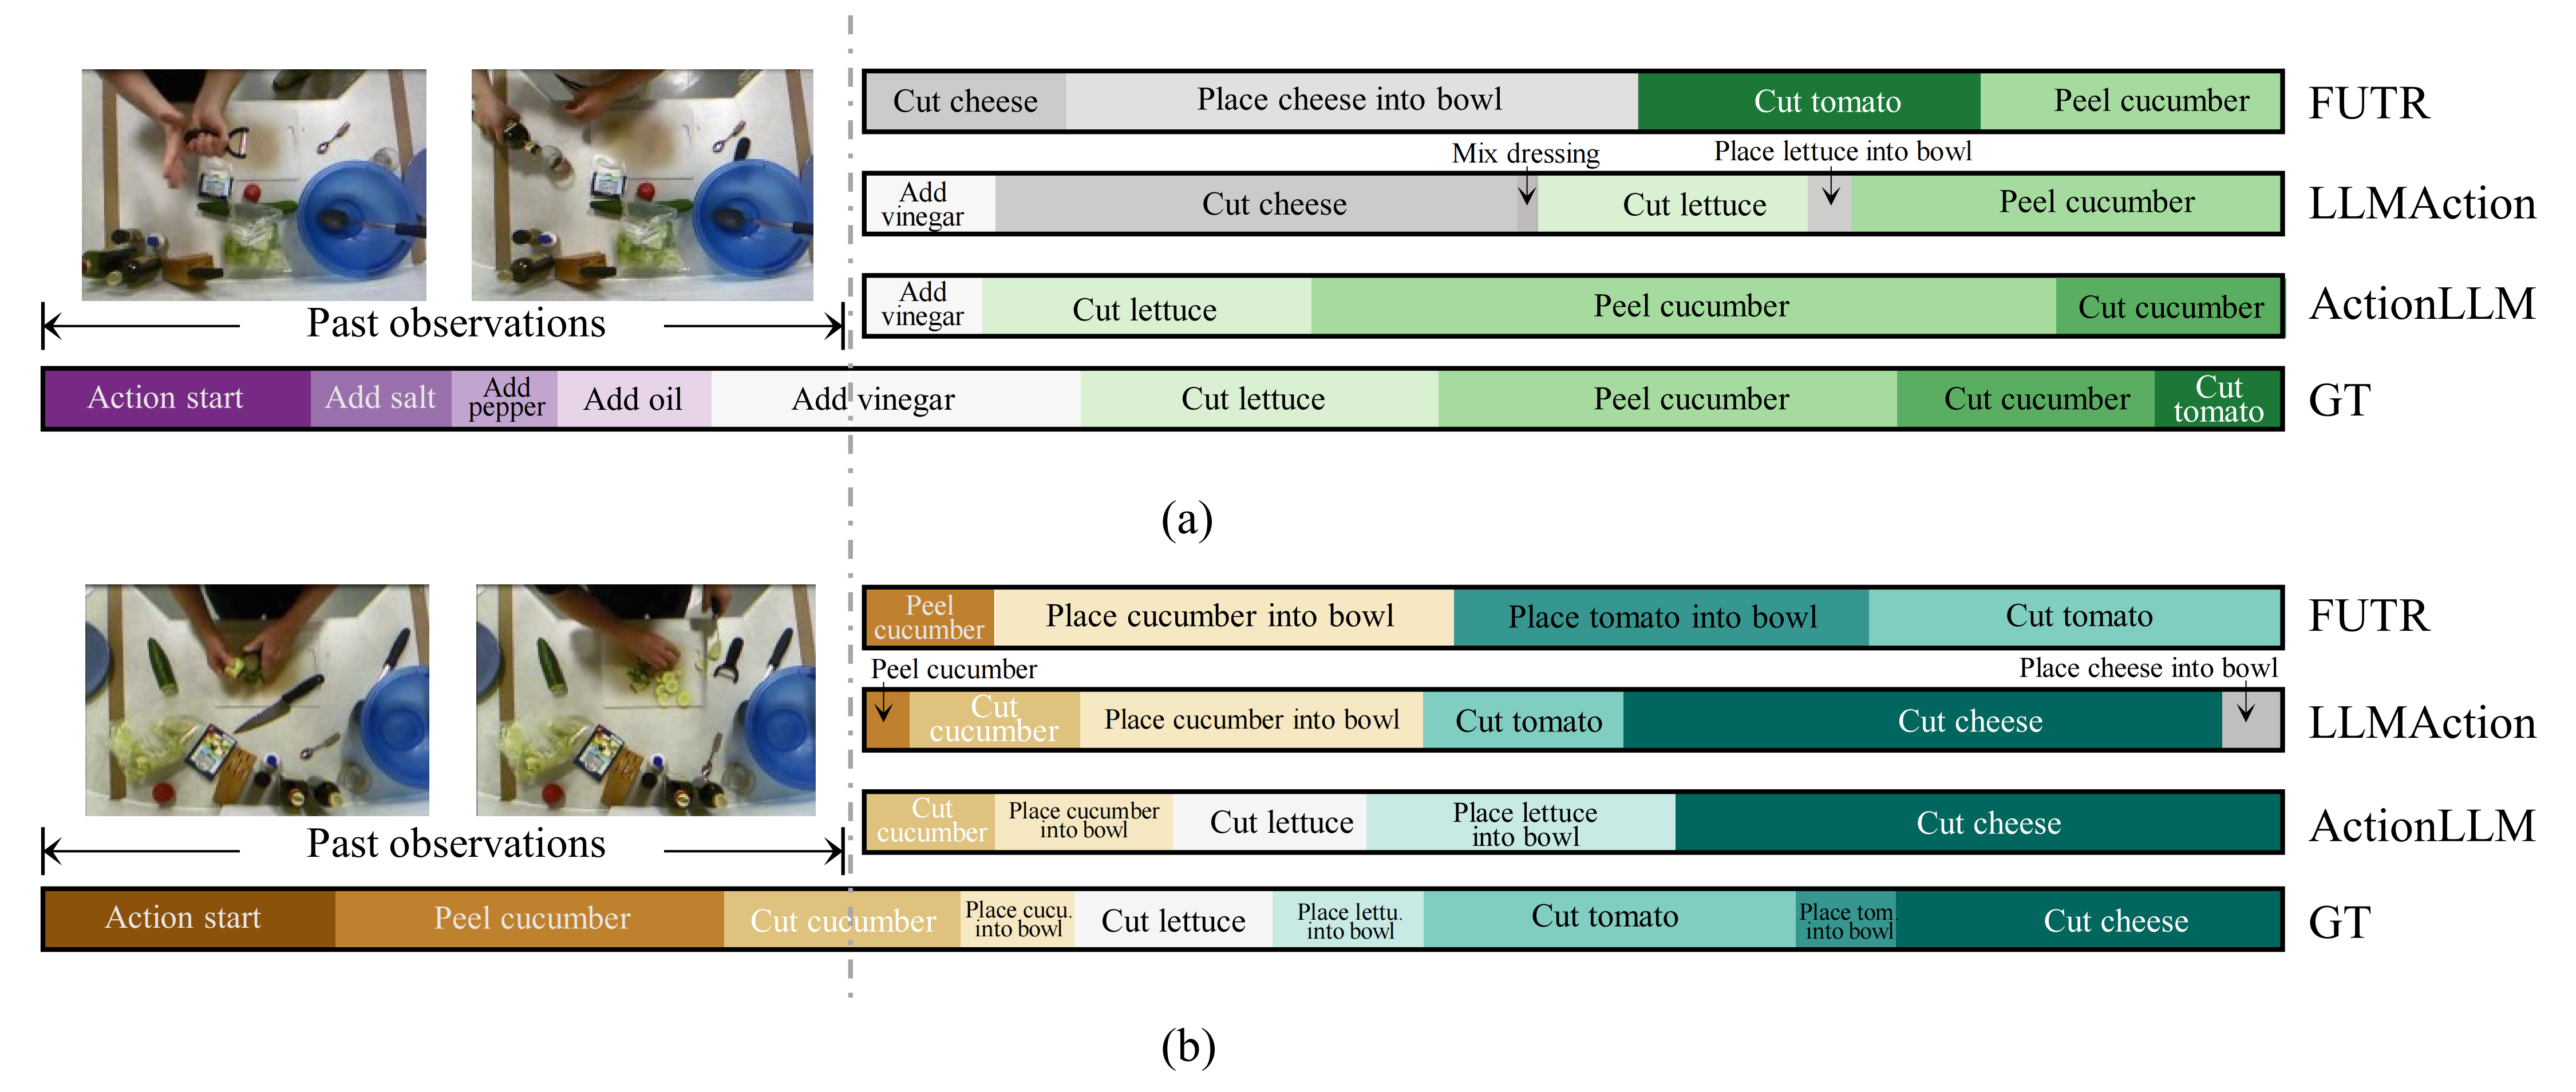 Cut cheese Place cheese into bowl Cut tomato Peel cucumber FUTR
Mix dressing Place lettuce into bowl
Add vinegar Cut cheese Cut lettuce Peel cucumber LLMAction
Add vinegar Cut lettuce Peel cucumber Cut cucumber ActionLLM
Past observations
Action start Add salt Add pepper Add oil Add vinegar Cut lettuce Peel cucumber Cut cucumber Cut tomato GT
(a)
Peel cucumber Place cucumber into bowl Place tomato into bowl Cut tomato FUTR
Peel cucumber Place cheese into bowl
Cut cucumber Place cucumber into bowl Cut tomato Cut cheese LLMAction
Cut cucumber Place cucumber into bowl Cut lettuce Place lettuce into bowl Cut cheese ActionLLM
Past observations
Action start Peel cucumber Cut cucumber Place cucu. into bowl Cut lettuce Place lettu. into bowl Cut tomato Place tom. into bowl Cut cheese GT
(b)